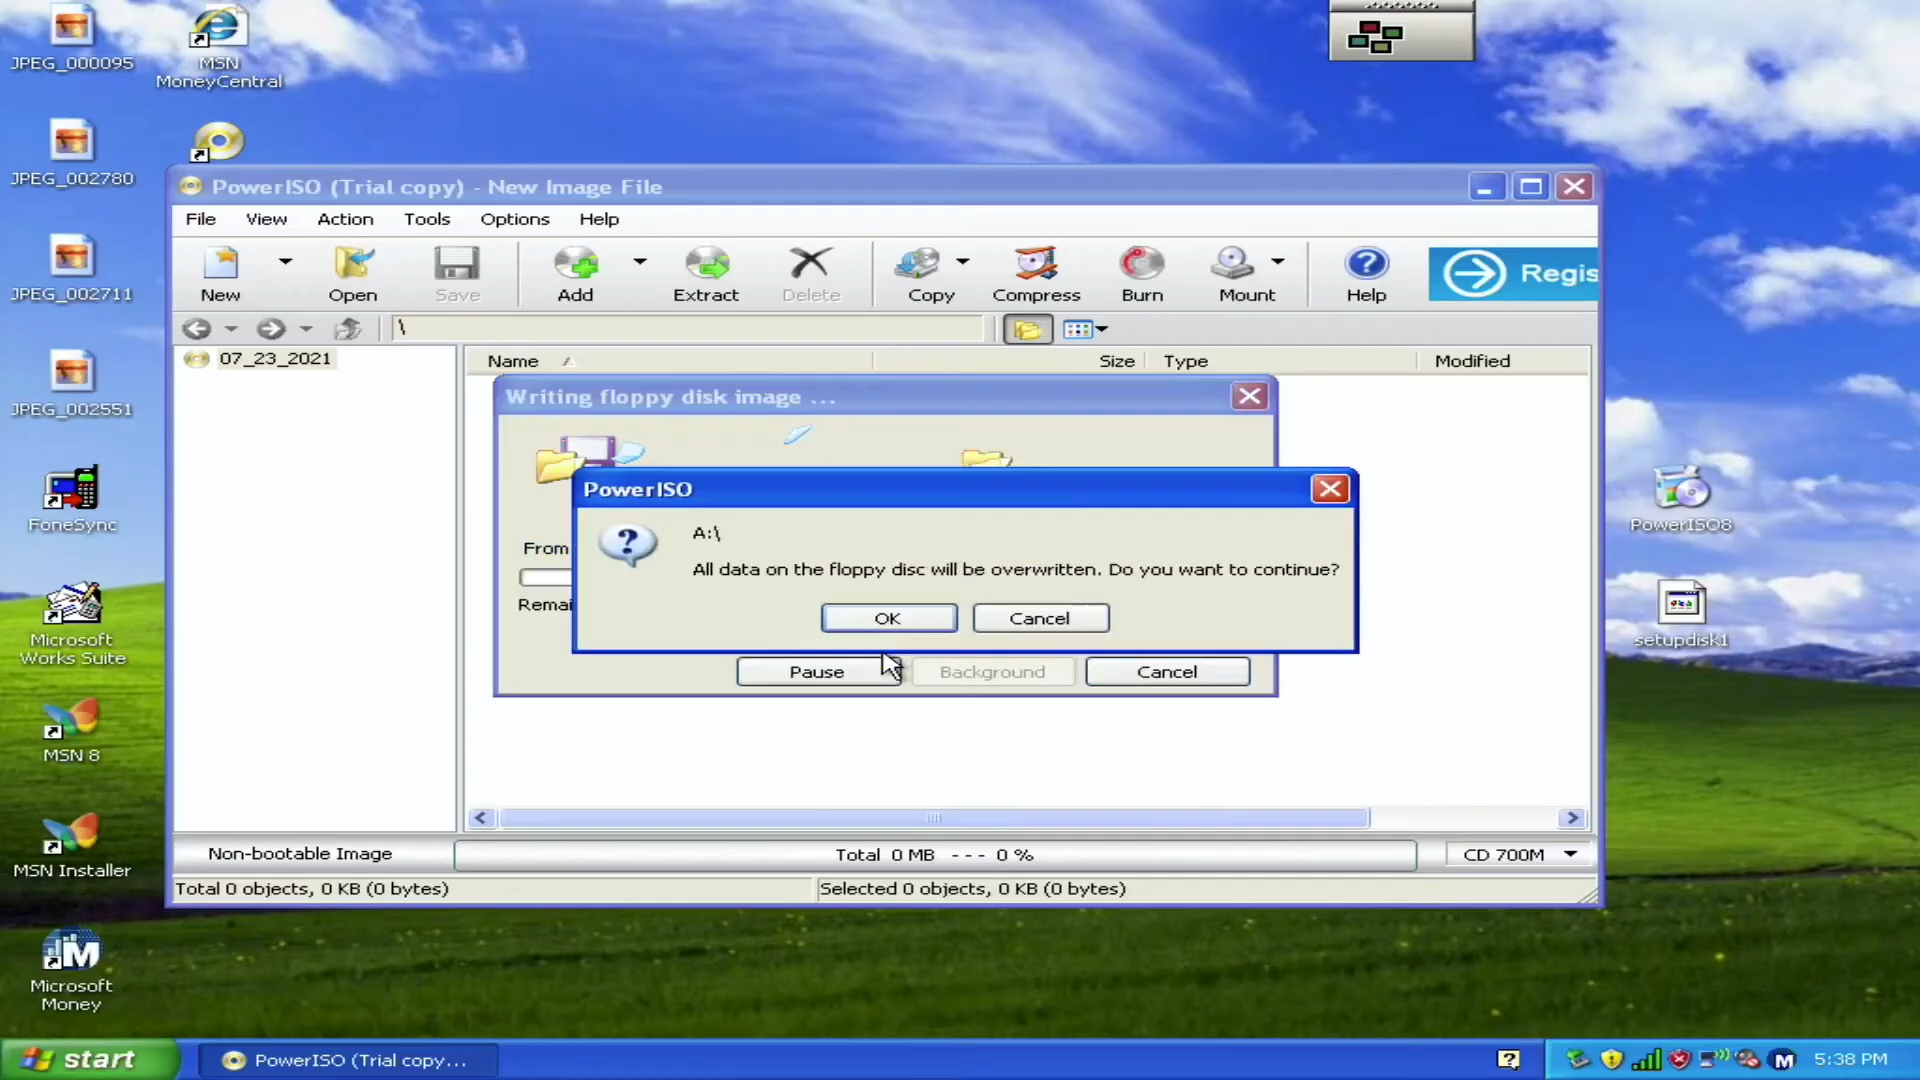 JPEG_000095
MSN
MoneyCentral
JPEG_002780
JPEG_002711
JPEG_002551
FoneSync
Microsoft
Works Suite
MSN 8
MSN Installer
Microsoft
Money
PowerISO (Trial copy) - New Image File
File View Action Tools Options Help
New Open Save Add Extract Delete Copy Compress Burn Mount Help Regis
\
07_23_2021
Name Size Type Modified
Writing floppy disk image ...
PowerISO
A:\
All data on the floppy disc will be overwritten. Do you want to continue?
OK Cancel
From
Remai
Pause Background Cancel
Non-bootable Image Total 0 MB --- 0 % CD 700M
Total 0 objects, 0 KB (0 bytes) Selected 0 objects, 0 KB (0 bytes)
PowerISO8
setupdisk1
start PowerISO (Trial copy... 5:38 PM